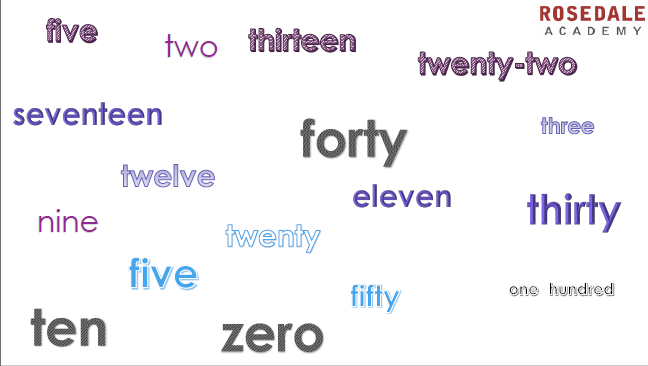 ROSEDALE
ACADEMY
five
two
thirteen
twenty-two
seventeen
forty
three
twelve
eleven
thirty
nine
twenty
five
fifty
one hundred
ten
zero